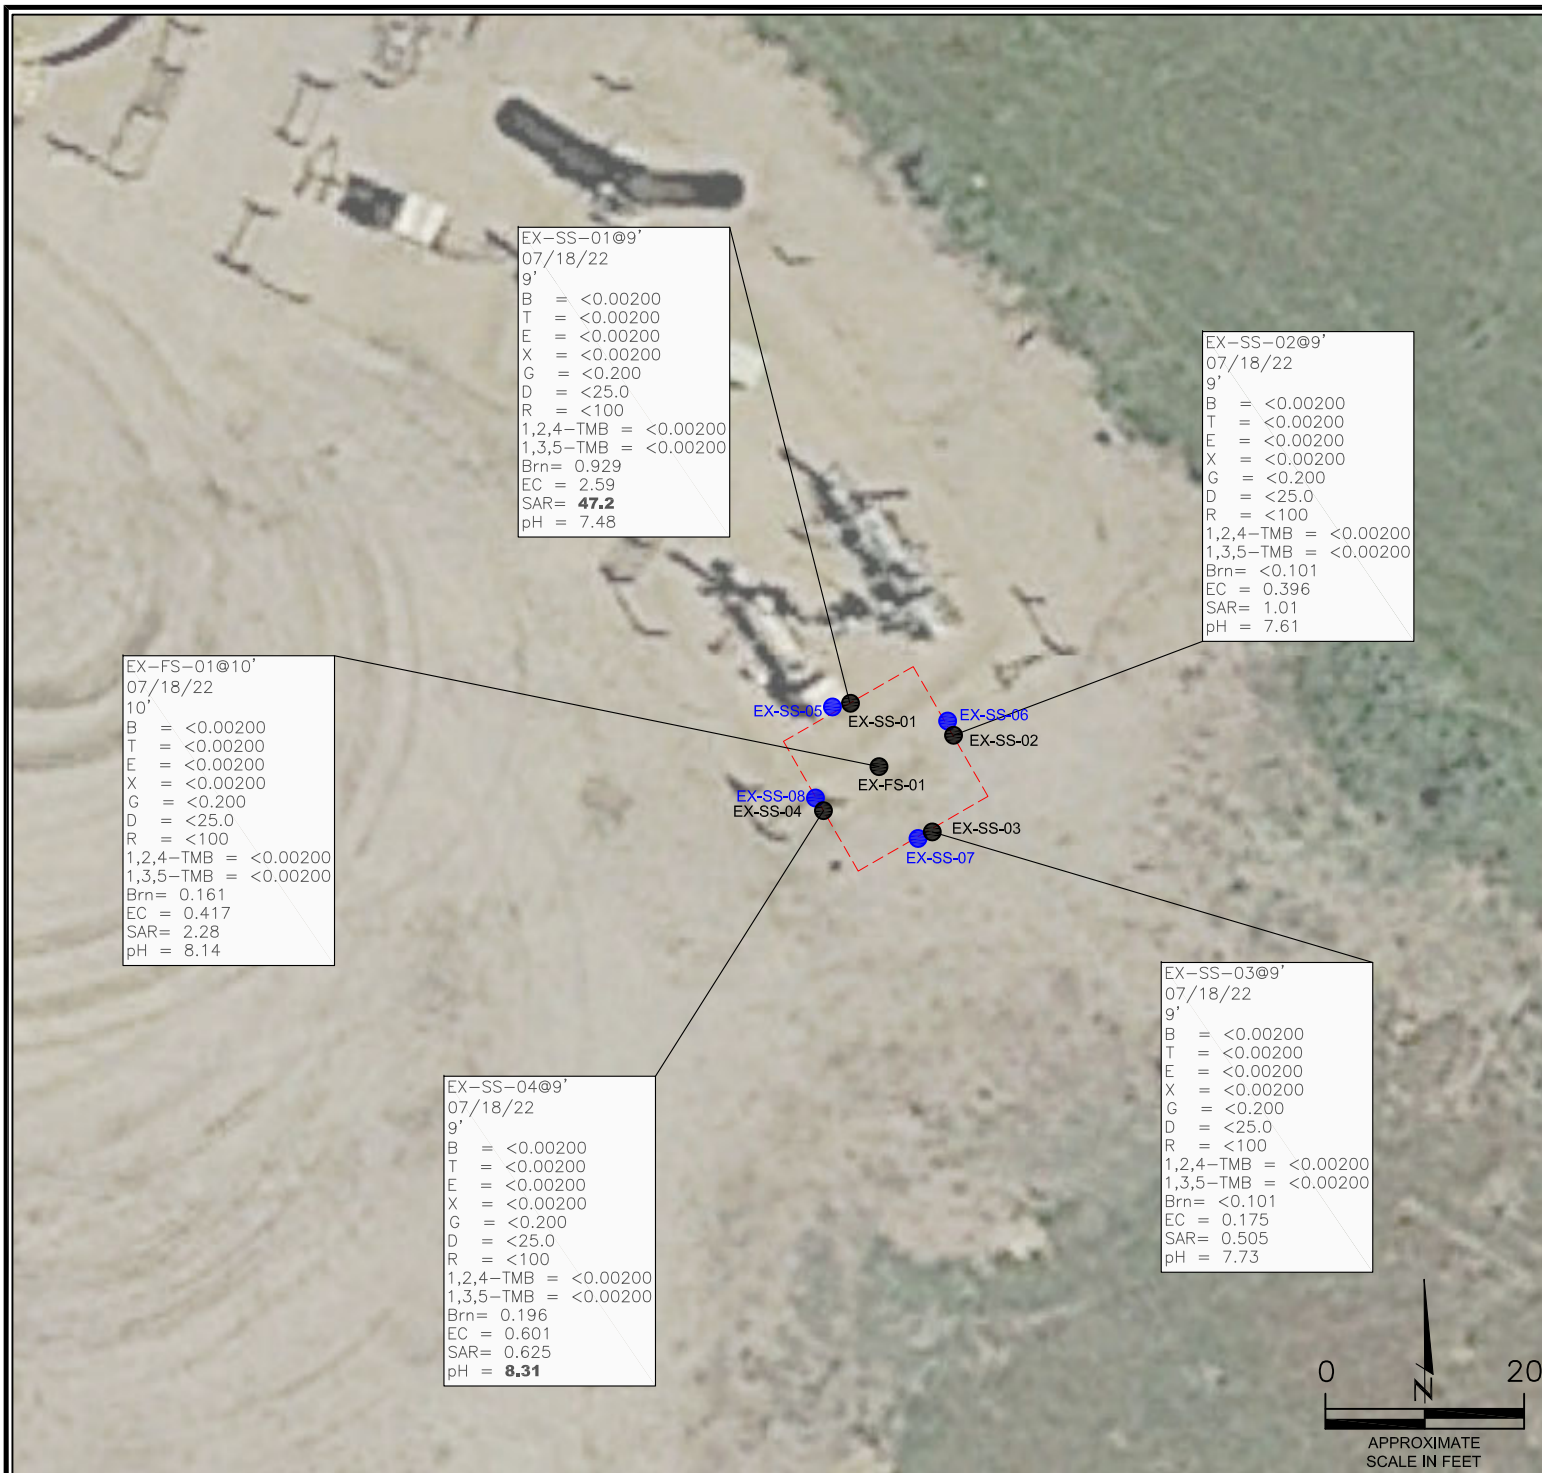 EX-SS-01@9'
07/18/22
9'
B = <0.00200
T = <0.00200
E = <0.00200
X = <0.00200
G = <0.200
D = <25.0
R = <100
1,2,4-TMB = <0.00200
1,3,5-TMB = <0.00200
Brn= 0.929
EC = 2.59
SAR= 47.2
pH = 7.48
EX-SS-02@9'
07/18/22
9'
B = <0.00200
T = <0.00200
E = <0.00200
X = <0.00200
G = <0.200
D = <25.0
R = <100
1,2,4-TMB = <0.00200
1,3,5-TMB = <0.00200
Brn= <0.101
EC = 0.396
SAR= 1.01
pH = 7.61
EX-FS-01@10'
07/18/22
10'
B = <0.00200
T = <0.00200
E = <0.00200
X = <0.00200
G = <0.200
D = <25.0
R = <100
1,2,4-TMB = <0.00200
1,3,5-TMB = <0.00200
Brn= 0.161
EC = 0.417
SAR= 2.28
pH = 8.14
EX-SS-05
EX-SS-01
EX-SS-06
EX-SS-02
EX-FS-01
EX-SS-08
EX-SS-04
EX-SS-03
EX-SS-07
EX-SS-03@9'
07/18/22
9'
B = <0.00200
T = <0.00200
E = <0.00200
X = <0.00200
G = <0.200
D = <25.0
R = <100
1,2,4-TMB = <0.00200
1,3,5-TMB = <0.00200
Brn= <0.101
EC = 0.175
SAR= 0.505
pH = 7.73
EX-SS-04@9'
07/18/22
9'
B = <0.00200
T = <0.00200
E = <0.00200
X = <0.00200
G = <0.200
D = <25.0
R = <100
1,2,4-TMB = <0.00200
1,3,5-TMB = <0.00200
Brn= 0.196
EC = 0.601
SAR= 0.625
pH = 8.31
N
0 20
APPROXIMATE
SCALE IN FEET